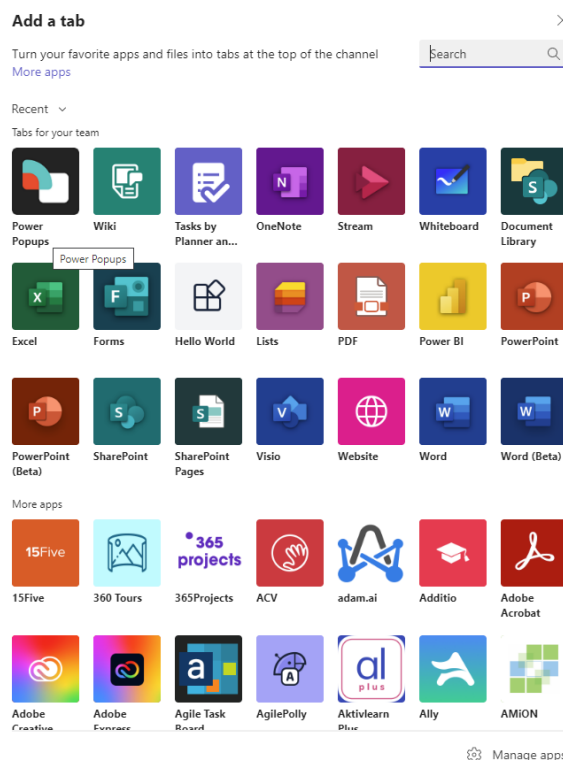 Add a tab
Turn your favorite apps and files into tabs at the top of the channel
More apps
Search
Recent
Tabs for your team
N
S
Power Popups
Wiki
Tasks by Planner an...
OneNote
Stream
Whiteboard
Document Library
Power Popups
X
F
P
Excel
Forms
Hello World
Lists
PDF
Power BI
PowerPoint
P
S
S
V
W
W
PowerPoint (Beta)
SharePoint
SharePoint Pages
Visio
Website
Word
Word (Beta)
More apps
15Five
365 projects
15Five
360 Tours
365Projects
ACV
adam.ai
Additio
Adobe Acrobat
a
A
al plus
Adobe Creative
Adobe Express
Agile Task Board
AgilePolly
Aktivlearn Plus
Ally
AMiON
Manage apps